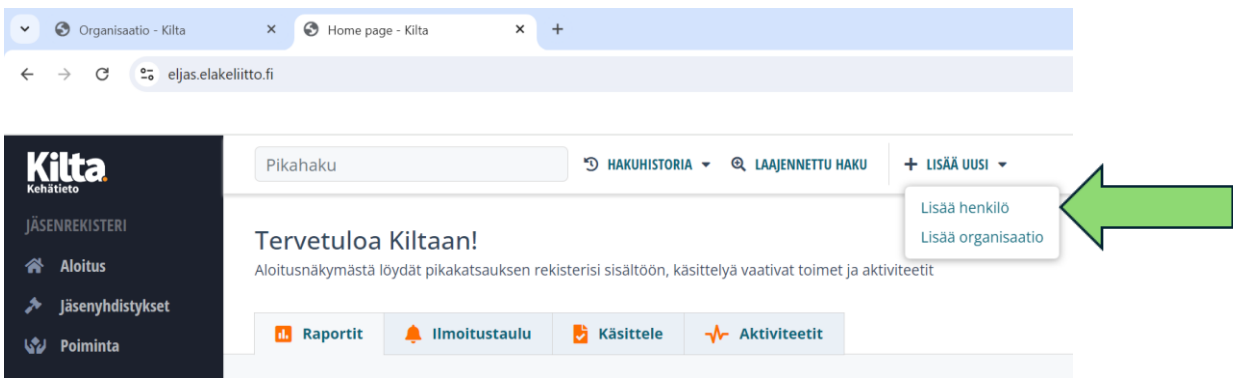 Organisaatio - Kilta
Home page - Kilta
eljas.elakeliitto.fi
Kilta.
Kehätieto
Pikahaku
HAKUHISTORIA
LAAJENNETTU HAKU
LISÄÄ UUSI
Lisää henkilö
Lisää organisaatio
JÄSENREKISTERI
Aloitus
Jäsenyhdistykset
Poiminta
Tervetuloa Kiltaan!
Aloitusnäkymästä löydät pikakatsauksen rekisterisi sisältöön, käsittelyä vaativat toimet ja aktiviteetit
Raportit
Ilmoitustaulu
Käsittele
Aktiviteetit